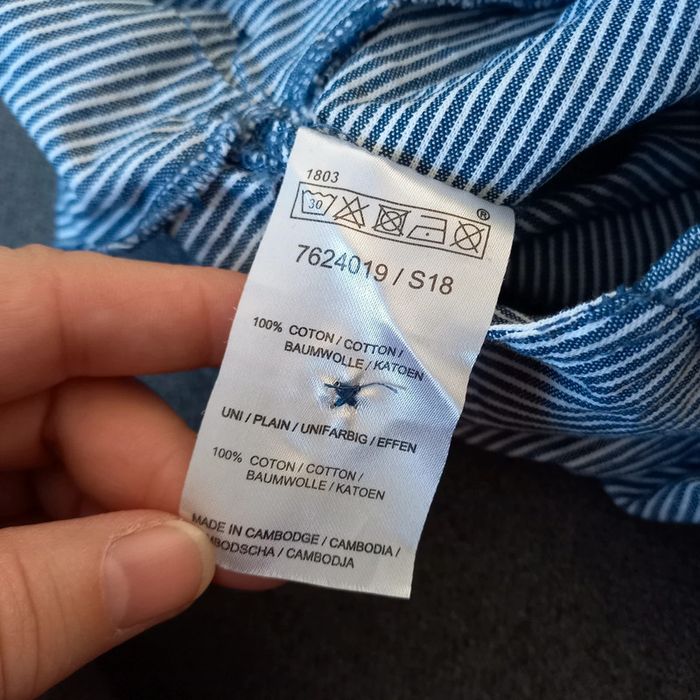 1803
30
®
7624019 / S18
100% COTON / COTTON /
BAUMWOLLE / KATOEN
UNI / PLAIN / UNIFARBIG / EFFEN
100% COTON / COTTON /
BAUMWOLLE / KATOEN
MADE IN CAMBODGE / CAMBODIA /
MBODSCHA / CAMBODJA